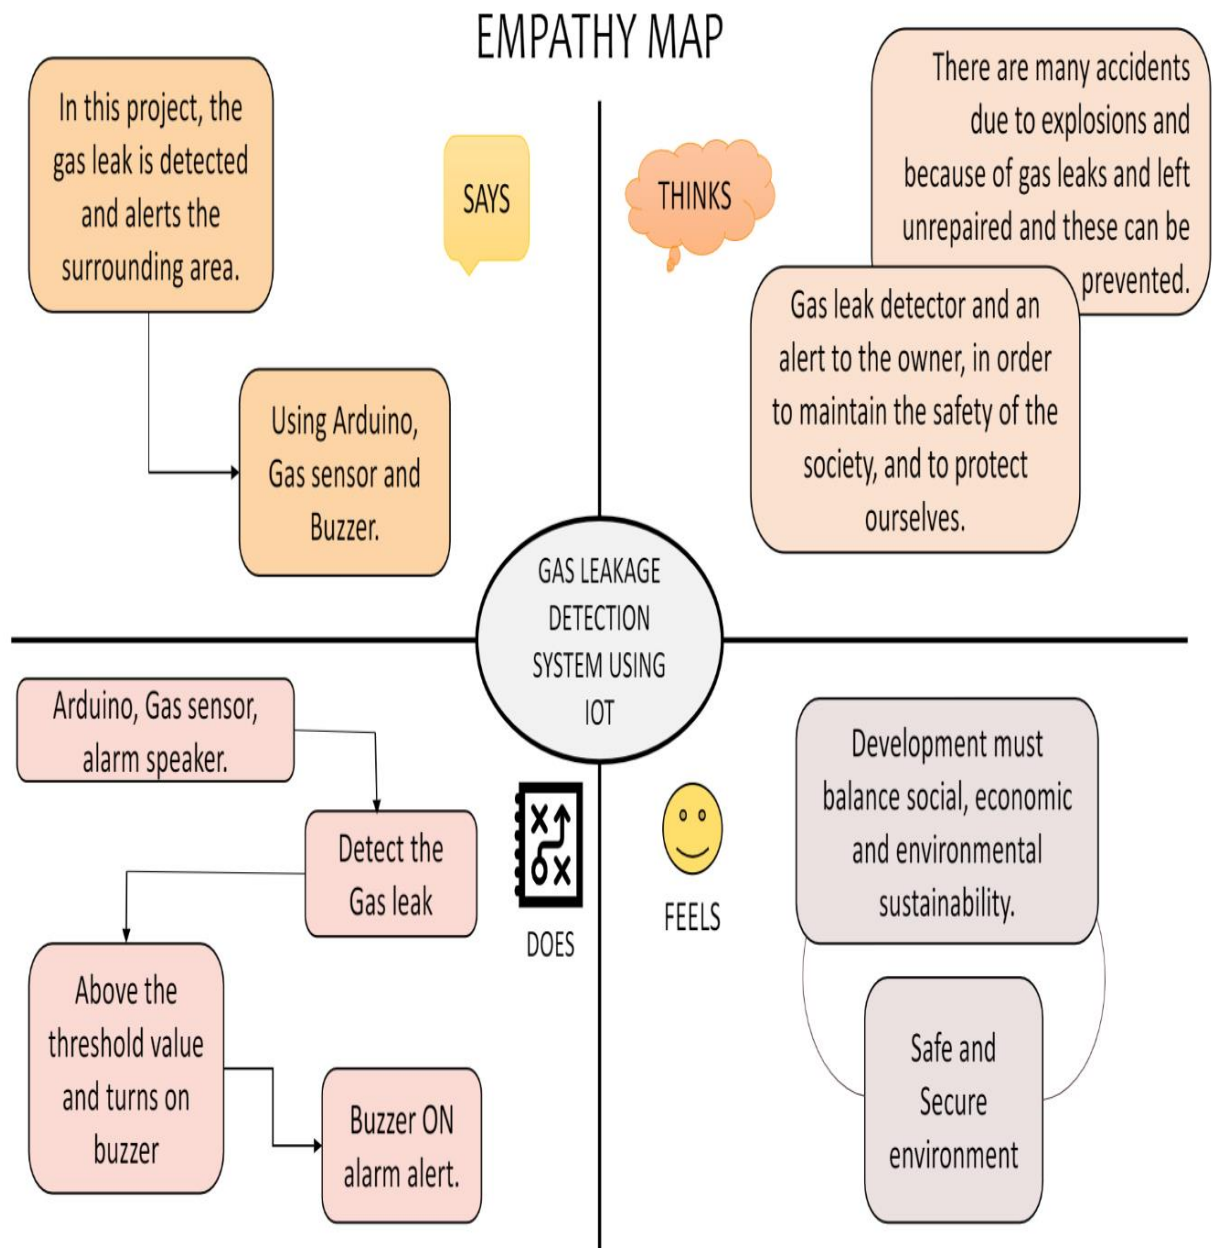 EMPATHY MAP
In this project, the
gas leak is detected
and alerts the
surrounding area.
SAYS
Using Arduino,
Gas sensor and
Buzzer.
THINKS
There are many accidents
due to explosions and
because of gas leaks and left
unrepaired and these can be
prevented.
Gas leak detector and an
alert to the owner, in order
to maintain the safety of the
society, and to protect
ourselves.
GAS LEAKAGE
DETECTION
SYSTEM USING
IOT
Arduino, Gas sensor,
alarm speaker.
Detect the
Gas leak
Above the
threshold value
and turns on
buzzer
Buzzer ON
alarm alert.
DOES
FEELS
Development must
balance social, economic
and environmental
sustainability.
Safe and
Secure
environment